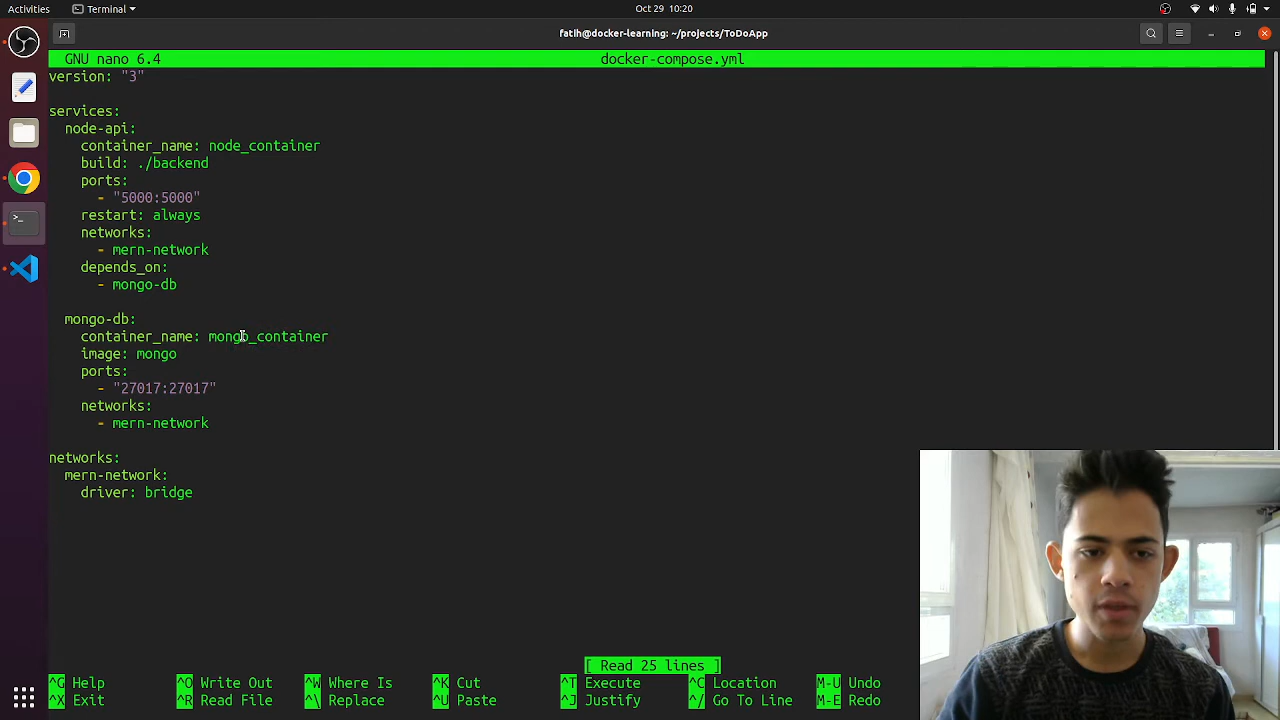 Activities
Terminal
Oct 29 10:20
fatih@docker-learning: ~/projects/ToDoApp
GNU nano 6.4
docker-compose.yml
version: "3"
services:
  node-api:
    container_name: node_container
    build: ./backend
    ports:
      - "5000:5000"
    restart: always
    networks:
      - mern-network
    depends_on:
      - mongo-db
  mongo-db:
    container_name: mongo_container
    image: mongo
    ports:
      - "27017:27017"
    networks:
      - mern-network
networks:
  mern-network:
    driver: bridge
[ Read 25 lines ]
^G Help ^O Write Out ^W Where Is ^K Cut ^T Execute ^C Location M-U Undo
^X Exit ^R Read File ^\ Replace ^U Paste ^J Justify ^/ Go To Line M-E Redo